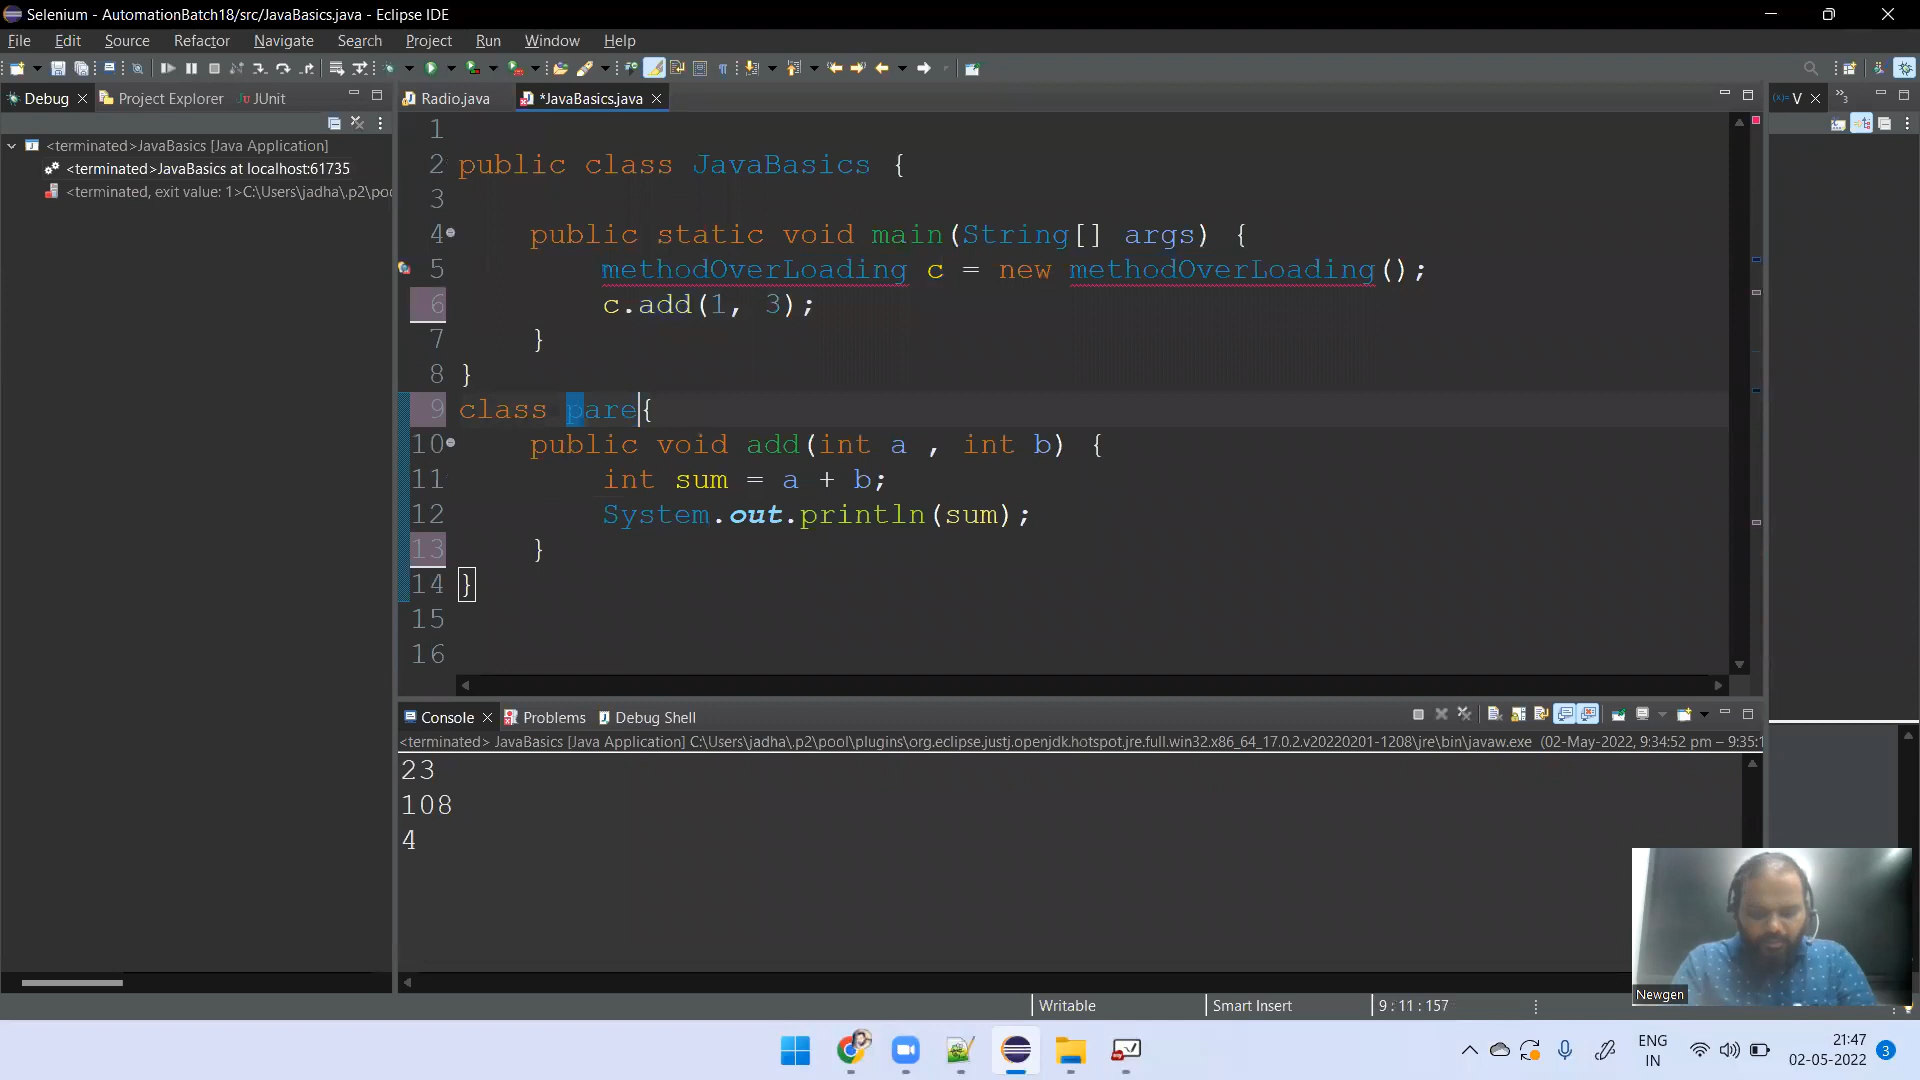 Selenium - AutomationBatch18/src/JavaBasics.java - Eclipse IDE
File Edit Source Refactor Navigate Search Project Run Window Help
Debug Project Explorer JUnit
Radio.java *JavaBasics.java
V
3
<terminated>JavaBasics [Java Application]
<terminated>JavaBasics at localhost:61735
<terminated, exit value: 1>C:\Users\jadha\.p2\poo
1
2 public class JavaBasics {
3
4 public static void main(String[] args) {
5 methodOverLoading c = new methodOverLoading();
6 c.add(1, 3);
7 }
8 }
9 class pare{
10 public void add(int a , int b) {
11 int sum = a + b;
12 System.out.println(sum);
13 }
14 }
15
16
Console Problems Debug Shell
<terminated> JavaBasics [Java Application] C:\Users\jadha\.p2\pool\plugins\org.eclipse.justj.openjdk.hotspot.jre.full.win32.x86_64_17.0.2.v20220201-1208\jre\bin\javaw.exe (02-May-2022, 9:34:52 pm – 9:35:1
23
108
4
Newgen
Writable Smart Insert 9:11:157
ENG
IN
21:47
02-05-2022
3